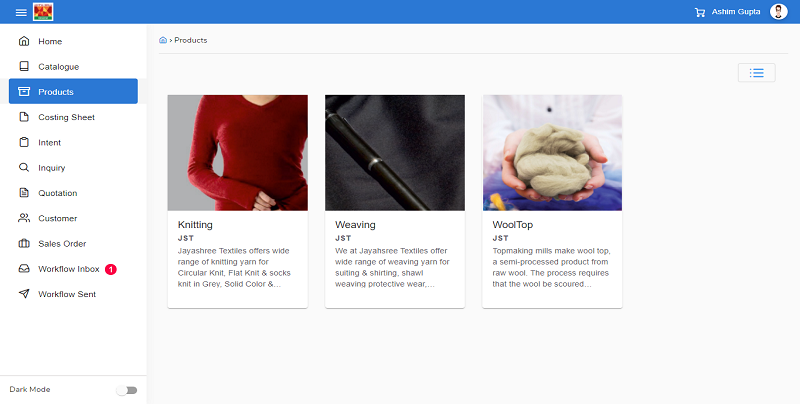 Ashim Gupta
Home
Catalogue
Products
Costing Sheet
Intent
Inquiry
Quotation
Customer
Sales Order
Workflow Inbox 1
Workflow Sent
Dark Mode
› Products
Knitting
JST
Jayashree Textiles offers wide
range of knitting yarn for
Circular Knit, Flat Knit & socks
knit in Grey, Solid Color &...
Weaving
JST
We at Jayahsree Textiles offer
wide range of weaving yarn for
suiting & shirting, shawl
weaving protective wear,...
WoolTop
JST
Topmaking mills make wool top,
a semi-processed product from
raw wool. The process requires
that the wool be scoured...